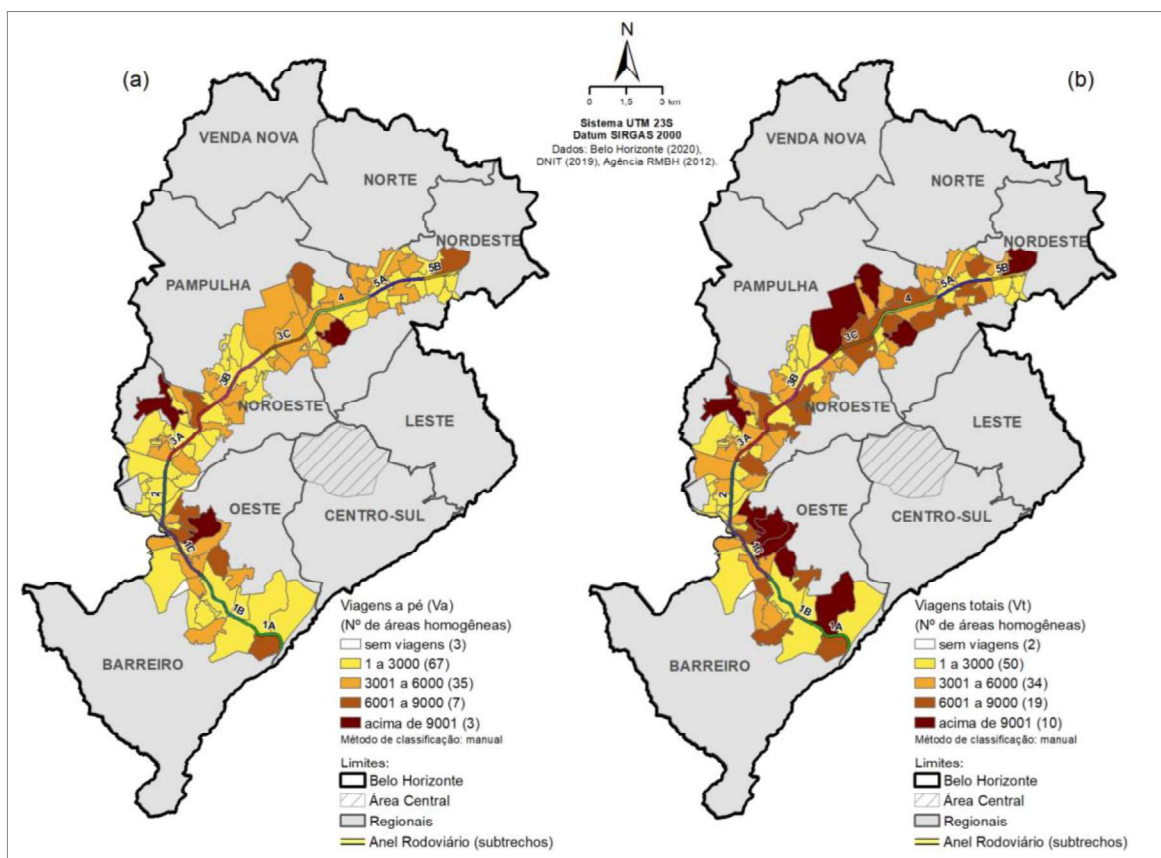 (a)
VENDA NOVA
NORTE
NORDESTE
PAMPULHA
5B
5A
4
3C
3B
NOROESTE
LESTE
3A
2
OESTE
CENTRO-SUL
1C
1B
1A
BARREIRO
Viagens a pé (Va)
(Nº de áreas homogêneas)
sem viagens (3)
1 a 3000 (67)
3001 a 6000 (35)
6001 a 9000 (7)
acima de 9001 (3)
Método de classificação: manual
Limites:
Belo Horizonte
Área Central
Regionais
Anel Rodoviário (subtrechos)
N
0 1,5 3 km
Sistema UTM 23S
Datum SIRGAS 2000
Dados: Belo Horizonte (2020),
DNIT (2019), Agência RMBH (2012).
(b)
VENDA NOVA
NORTE
NORDESTE
PAMPULHA
5B
5A
4
3C
3B
NOROESTE
LESTE
3A
2
OESTE
CENTRO-SUL
1C
1B
1A
BARREIRO
Viagens totais (Vt)
(Nº de áreas homogêneas)
sem viagens (2)
1 a 3000 (50)
3001 a 6000 (34)
6001 a 9000 (19)
acima de 9001 (10)
Método de classificação: manual
Limites:
Belo Horizonte
Área Central
Regionais
Anel Rodoviário (subtrechos)